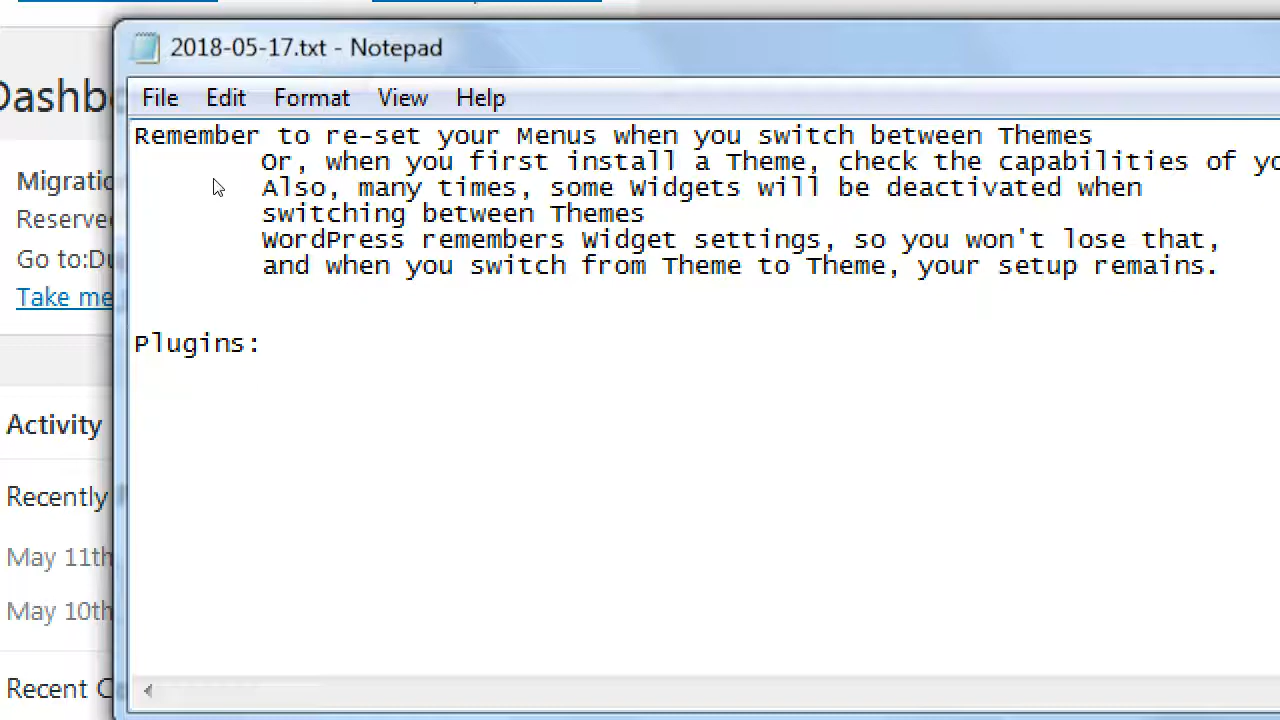 2018-05-17.txt - Notepad
File Edit Format View Help
Remember to re-set your Menus when you switch between Themes
Or, when you first install a Theme, check the capabilities of
Also, many times, some Widgets will be deactivated when
switching between Themes
WordPress remembers Widget settings, so you won't lose that,
and when you switch from Theme to Theme, your setup remains.
Plugins:
Go to:
Take me
Activity
Recently
May 11th
May 10th
Recent